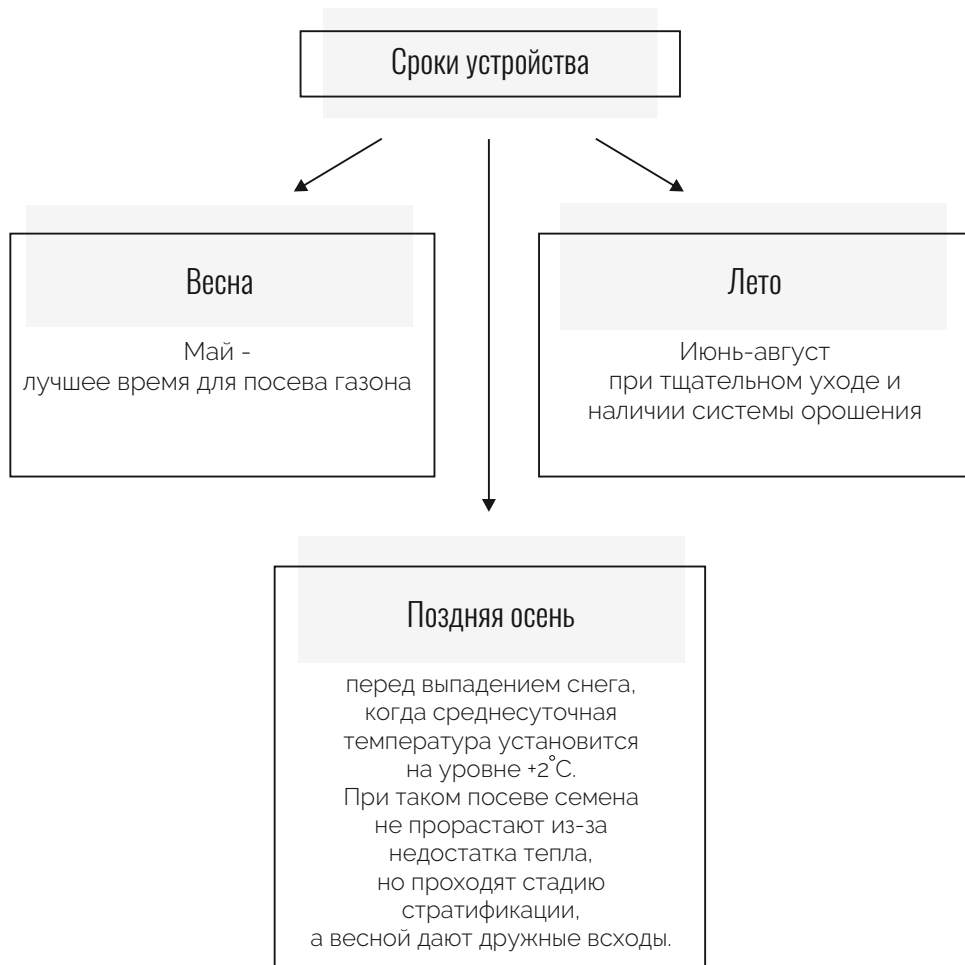 Сроки устройства
Весна
Май -
лучшее время для посева газона
Лето
Июнь-август
при тщательном уходе и
наличии системы орошения
Поздняя осень
перед выпадением снега,
когда среднесуточная
температура установится
на уровне +2°С.
При таком посеве семена
не прорастают из-за
недостатка тепла,
но проходят стадию
стратификации,
а весной дают дружные всходы.